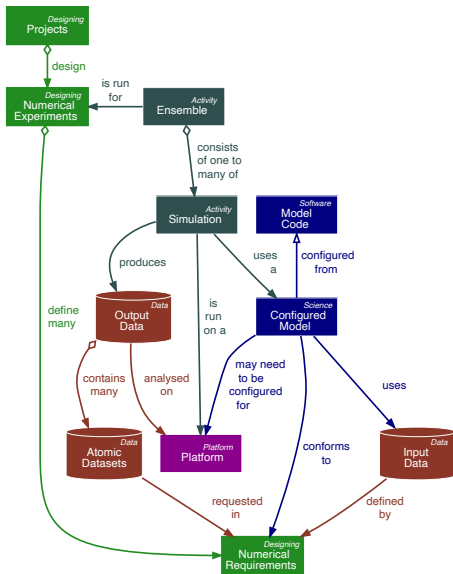 Designing
Projects
design
Designing
Numerical
Experiments
is run
for
Activity
Ensemble
consists
of one to
many of
Activity
Simulation
Software
Model
Code
produces
uses
a
configured
from
Data
Output
Data
define
many
is
run
on a
Science
Configured
Model
contains
many
analysed
on
may need
to be
configured
for
uses
Data
Atomic
Datasets
Platform
Platform
conforms
to
Data
Input
Data
requested
in
defined
by
Designing
Numerical
Requirements